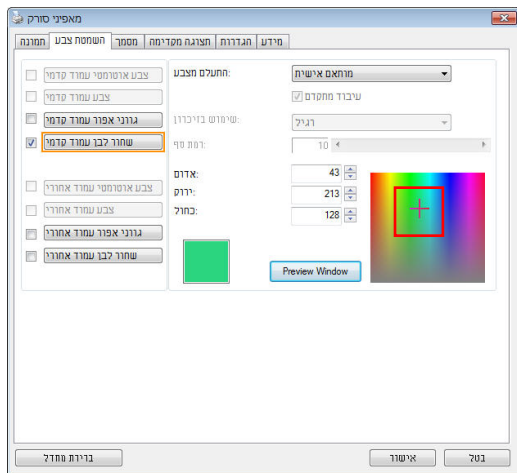 מאפיני סורק
תמונה השמטת צבע מסמך תצוגה מקדימה הגדרות מידע
צבע אוטומטי עמוד קדמי
צבע עמוד קדמי
גווני אפור עמוד קדמי
שחור לבן עמוד קדמי
צבע אוטומטי עמוד אחורי
צבע עמוד אחורי
גווני אפור עמוד אחורי
שחור לבן עמוד אחורי
התעלם מצבע:
מותאם אישית
עיבוד מתקדם
שימוש בזיכרון:
רגיל
רמת סף:
10
אדום:
43
ירוק:
213
כחול:
128
Preview Window
ברירת מחדל
אישור
בטל